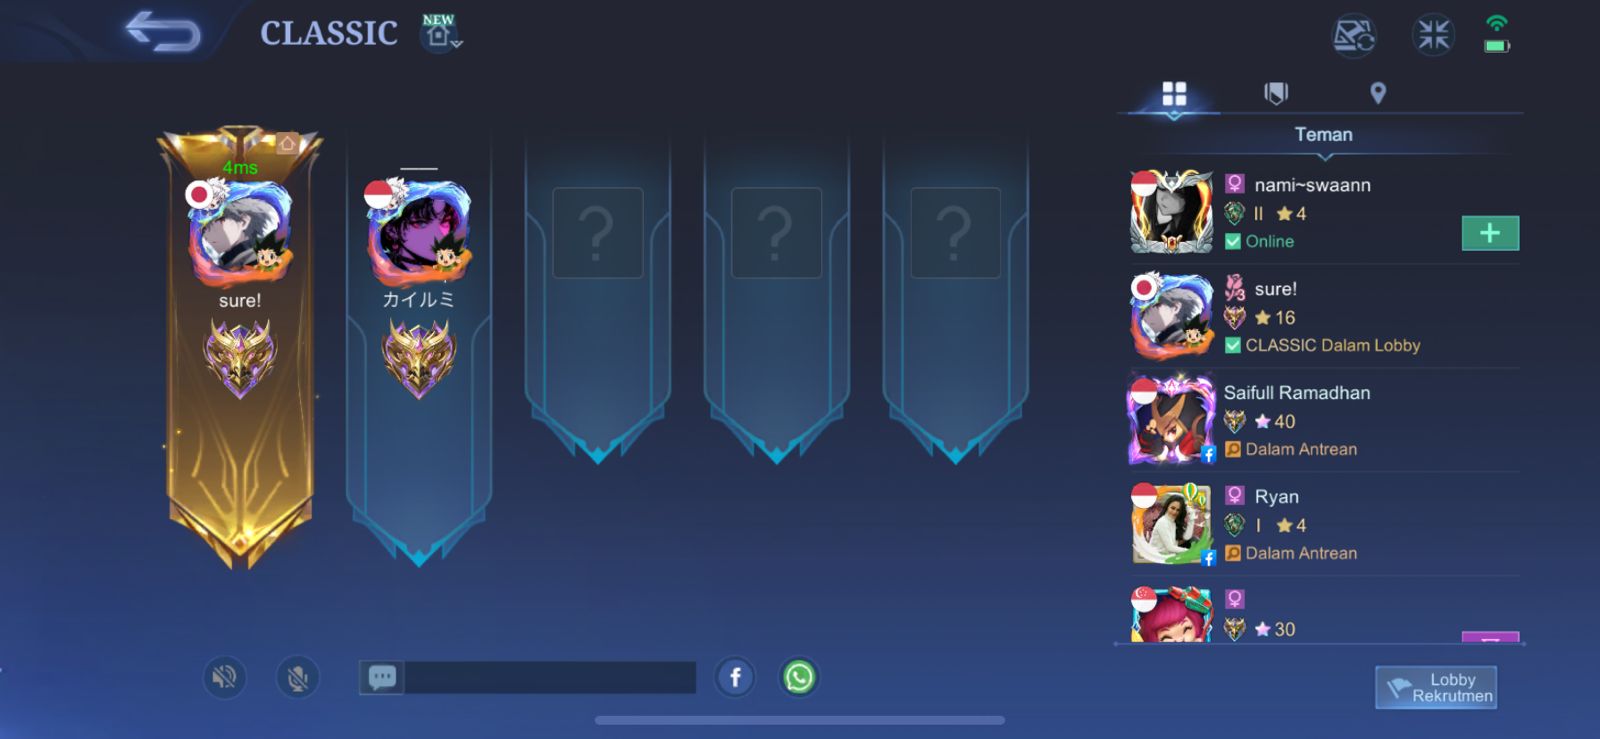 CLASSIC
NEW
4ms
sure!
カイルミ
?
?
?
Teman
nami~swaann
II ★4
Online
3 sure!
★16
CLASSIC Dalam Lobby
Saifull Ramadhan
★40
Dalam Antrean
Ryan
I ★4
Dalam Antrean
★30
Lobby
Rekrutmen